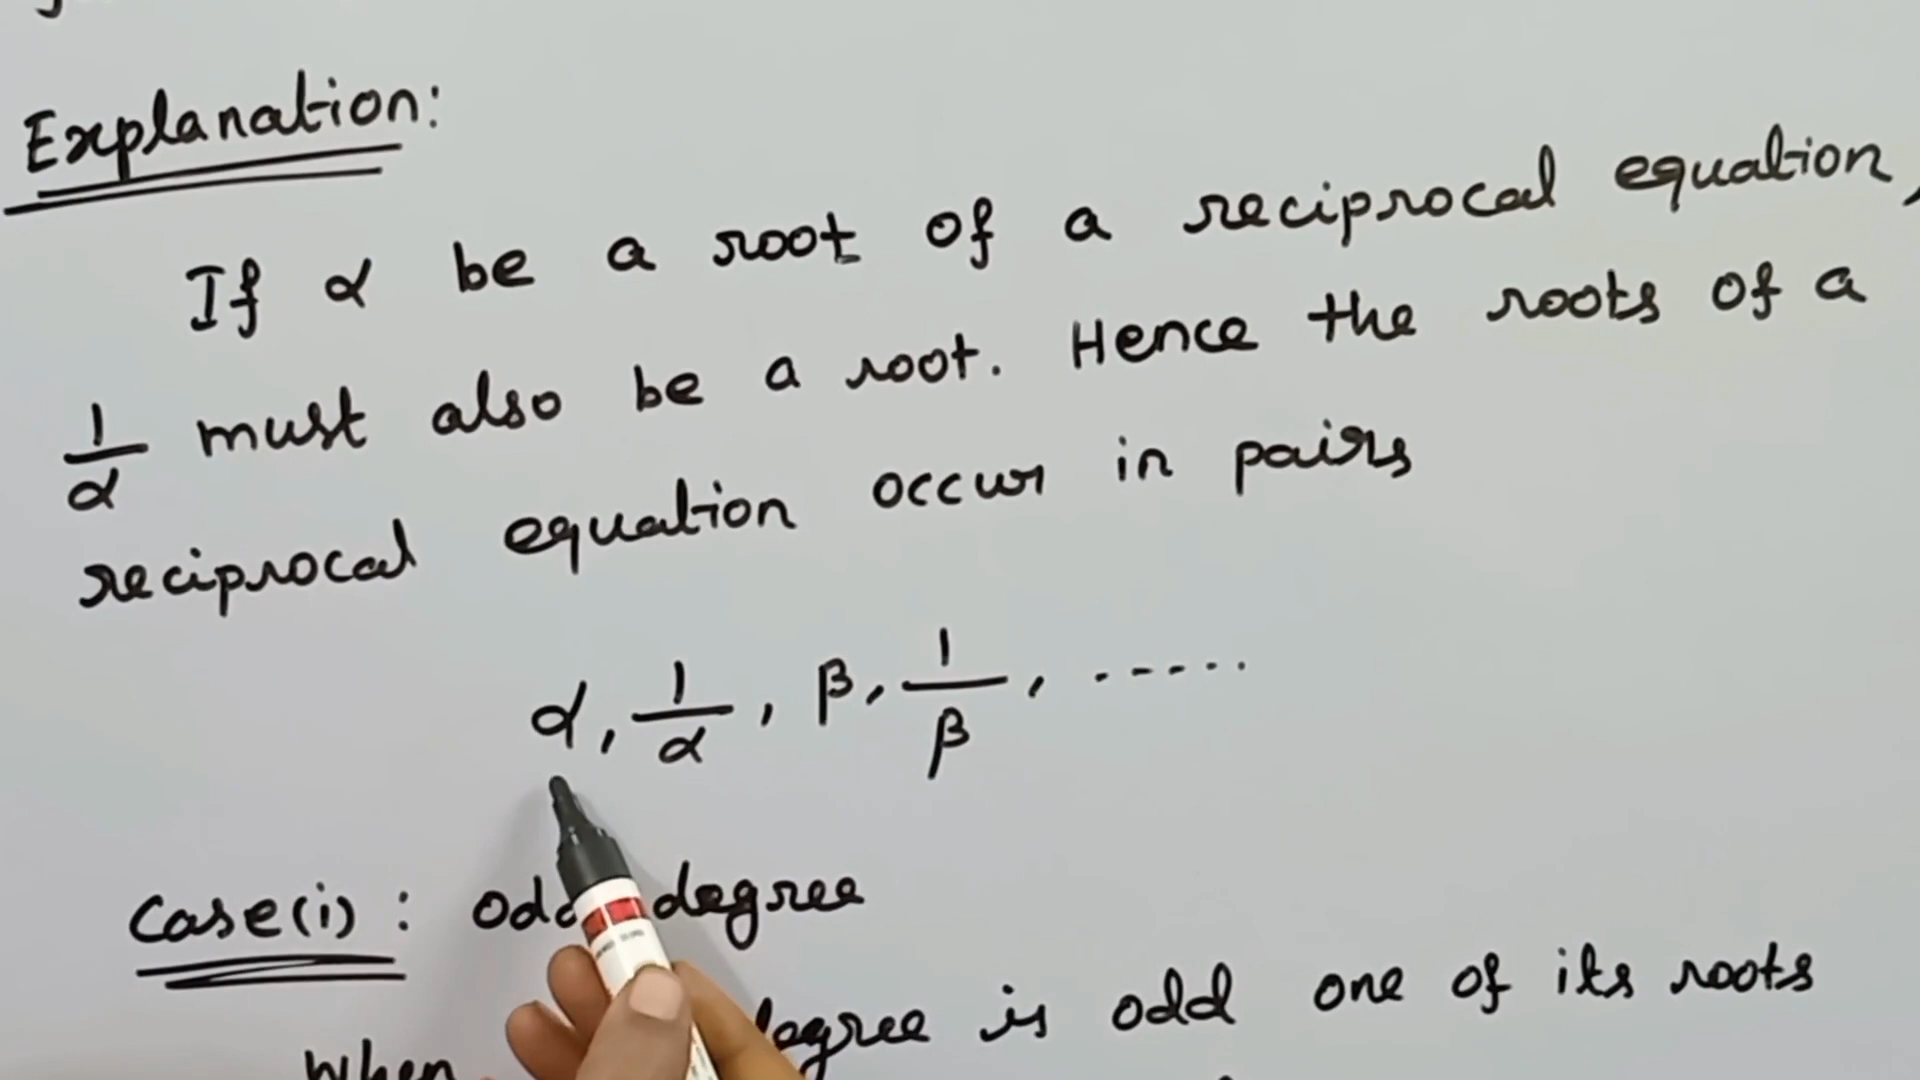 Explanation:
If α be a root of a reciprocal equation,
1/α must also be a root. Hence the roots of a
reciprocal equation occur in pairs
α, 1/α, β, 1/β, ......
Case(i): odd degree
When degree is odd one of its roots